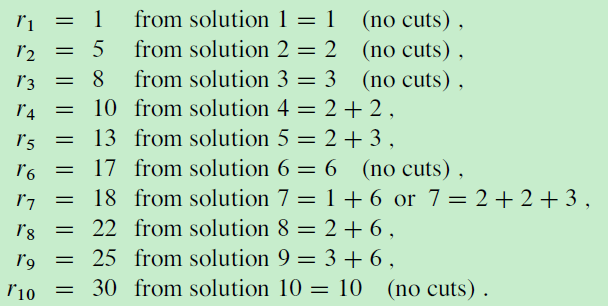 r₁ = 1 from solution 1 = 1 (no cuts) ,
r₂ = 5 from solution 2 = 2 (no cuts) ,
r₃ = 8 from solution 3 = 3 (no cuts) ,
r₄ = 10 from solution 4 = 2 + 2 ,
r₅ = 13 from solution 5 = 2 + 3 ,
r₆ = 17 from solution 6 = 6 (no cuts) ,
r₇ = 18 from solution 7 = 1 + 6 or 7 = 2 + 2 + 3 ,
r₈ = 22 from solution 8 = 2 + 6 ,
r₉ = 25 from solution 9 = 3 + 6 ,
r₁₀ = 30 from solution 10 = 10 (no cuts) .